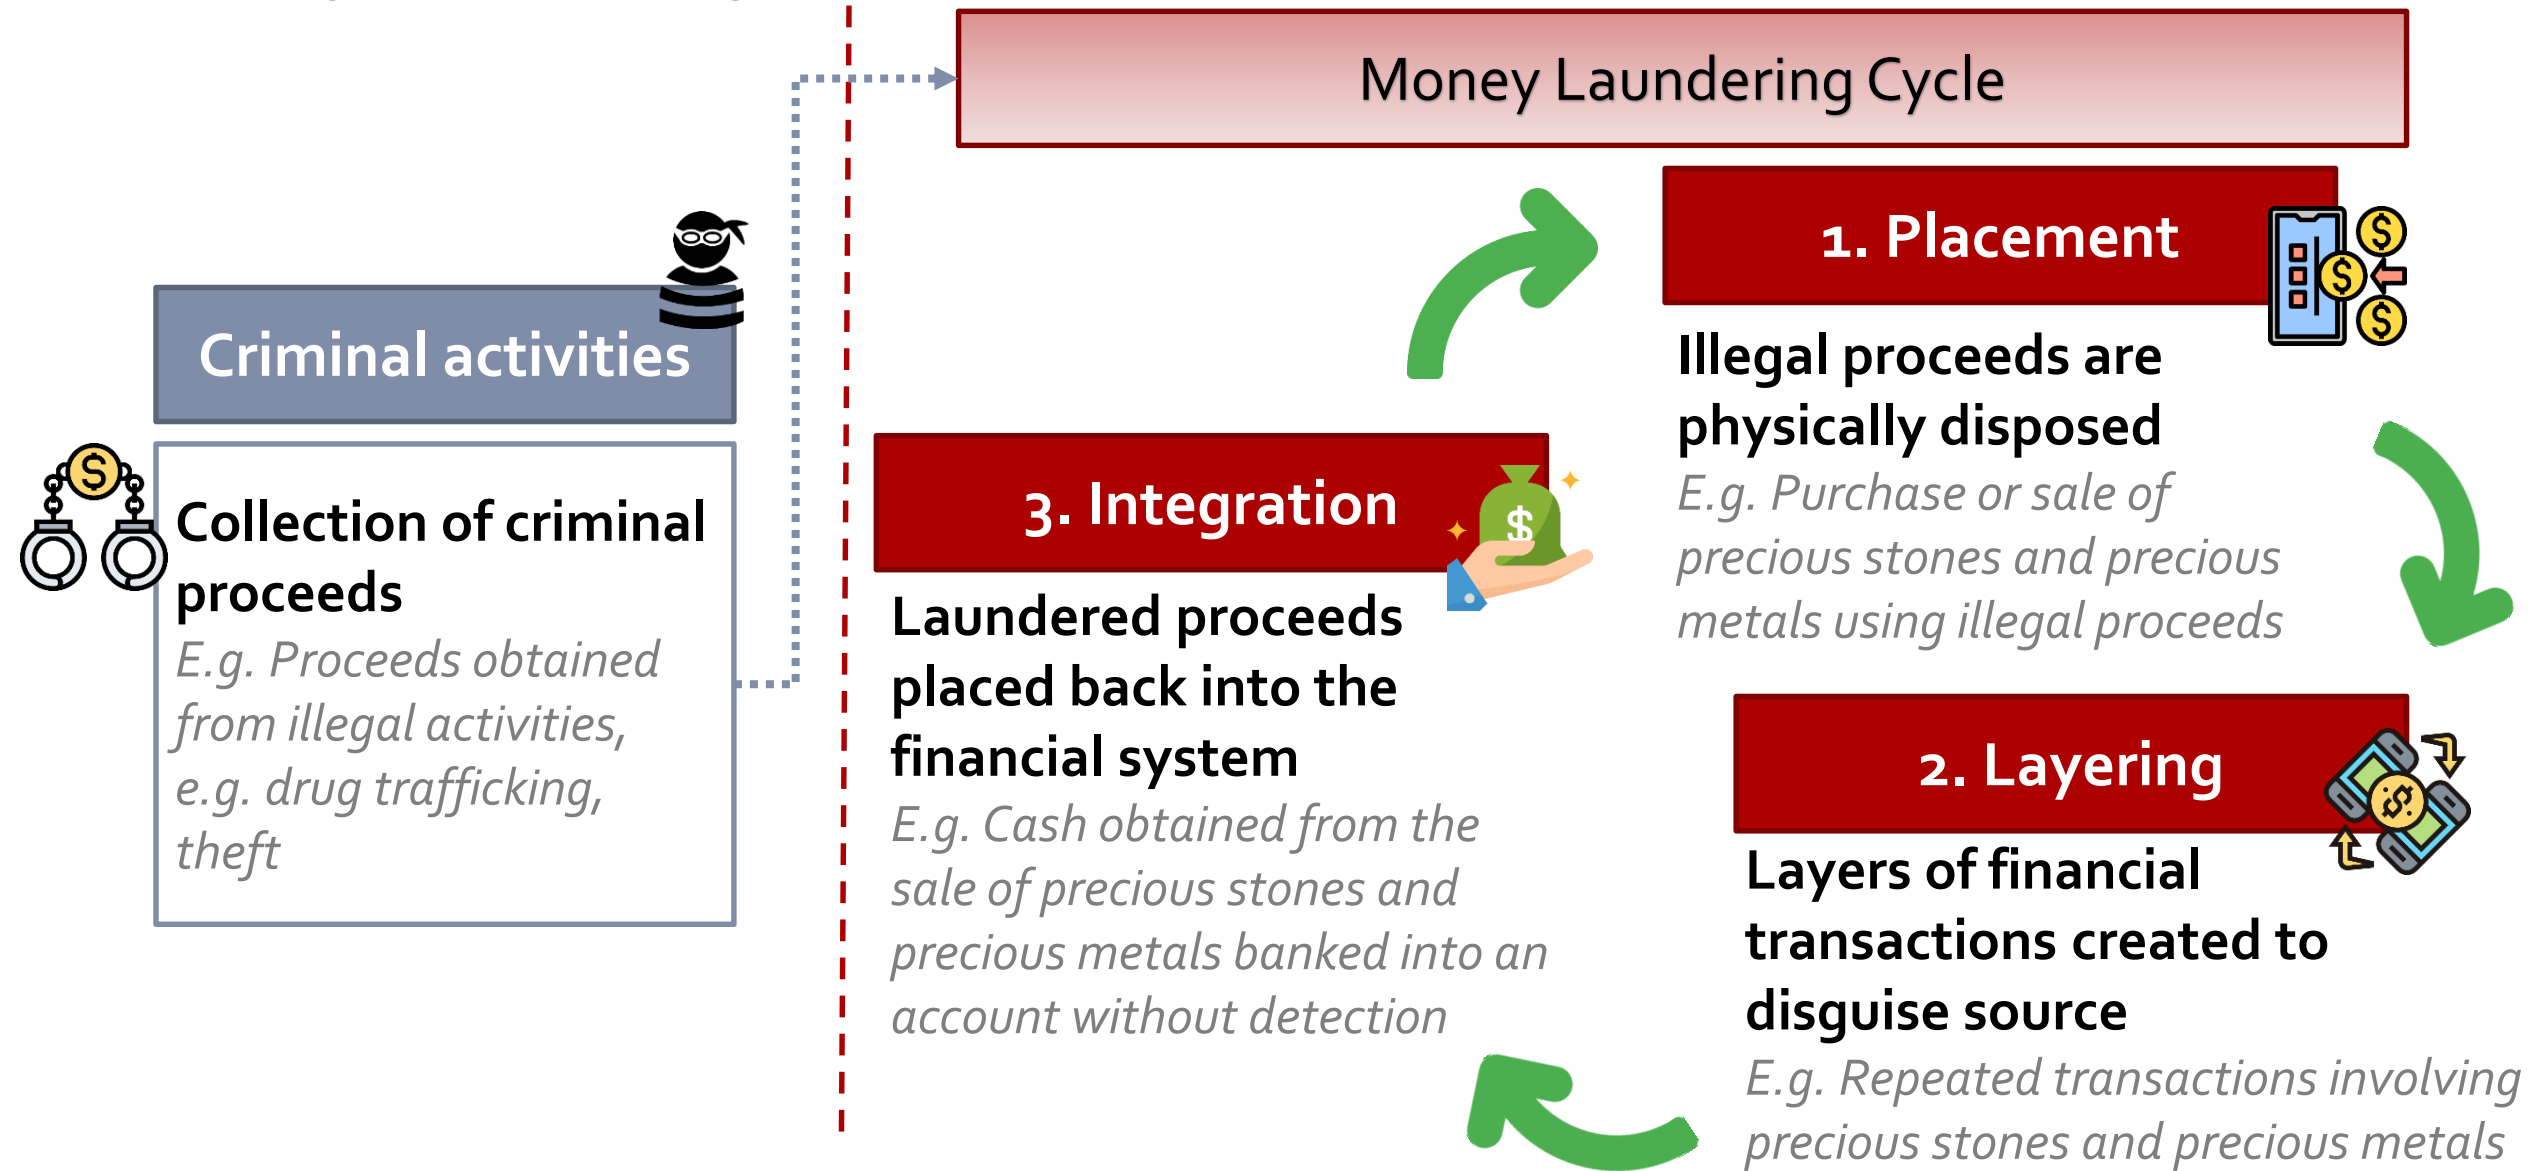 Money Laundering Cycle
Criminal activities
Collection of criminal
proceeds
E.g. Proceeds obtained
from illegal activities,
e.g. drug trafficking,
theft
1. Placement
Illegal proceeds are
physically disposed
E.g. Purchase or sale of
precious stones and precious
metals using illegal proceeds
2. Layering
Layers of financial
transactions created to
disguise source
E.g. Repeated transactions involving
precious stones and precious metals
3. Integration
Laundered proceeds
placed back into the
financial system
E.g. Cash obtained from the
sale of precious stones and
precious metals banked into an
account without detection